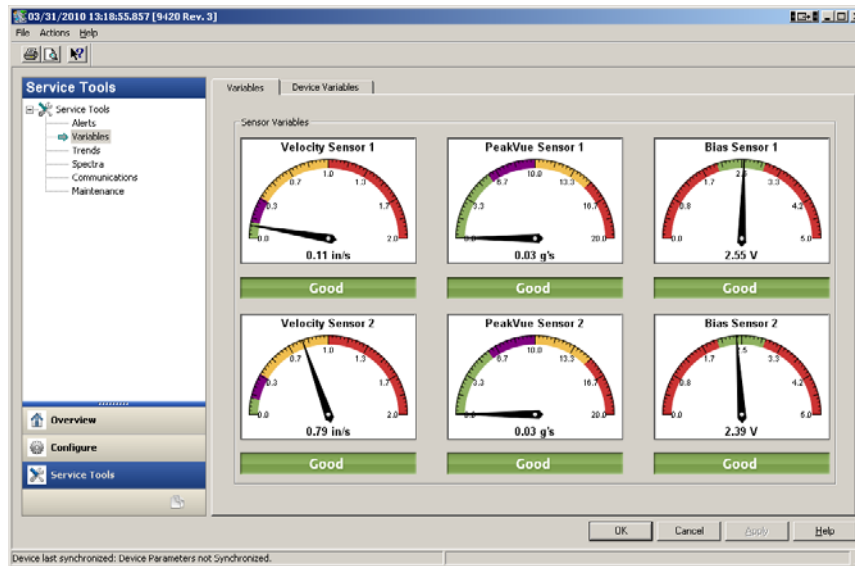 03/31/2010 13:18:55.857 [9420 Rev. 3]
File Actions Help
Service Tools
Service Tools
Alerts
Variables
Trends
Spectra
Communications
Maintenance
Overview
Configure
Service Tools
Variables Device Variables
Sensor Variables
Velocity Sensor 1
0.0 0.3 0.7 1.0 1.3 1.7 2.0
0.11 in/s
Good
PeakVue Sensor 1
0.0 3.3 6.7 10.0 13.3 16.7 20.0
0.03 g's
Good
Bias Sensor 1
0.0 0.8 1.7 3.3 4.2 5.0
2.55 V
Good
Velocity Sensor 2
0.0 0.3 0.7 1.0 1.3 1.7 2.0
0.79 in/s
Good
PeakVue Sensor 2
0.0 3.3 6.7 10.0 13.3 16.7 20.0
0.03 g's
Good
Bias Sensor 2
0.0 0.8 1.7 3.3 4.2 5.0
2.39 V
Good
OK Cancel Apply Help
Device last synchronized: Device Parameters not Synchronized.